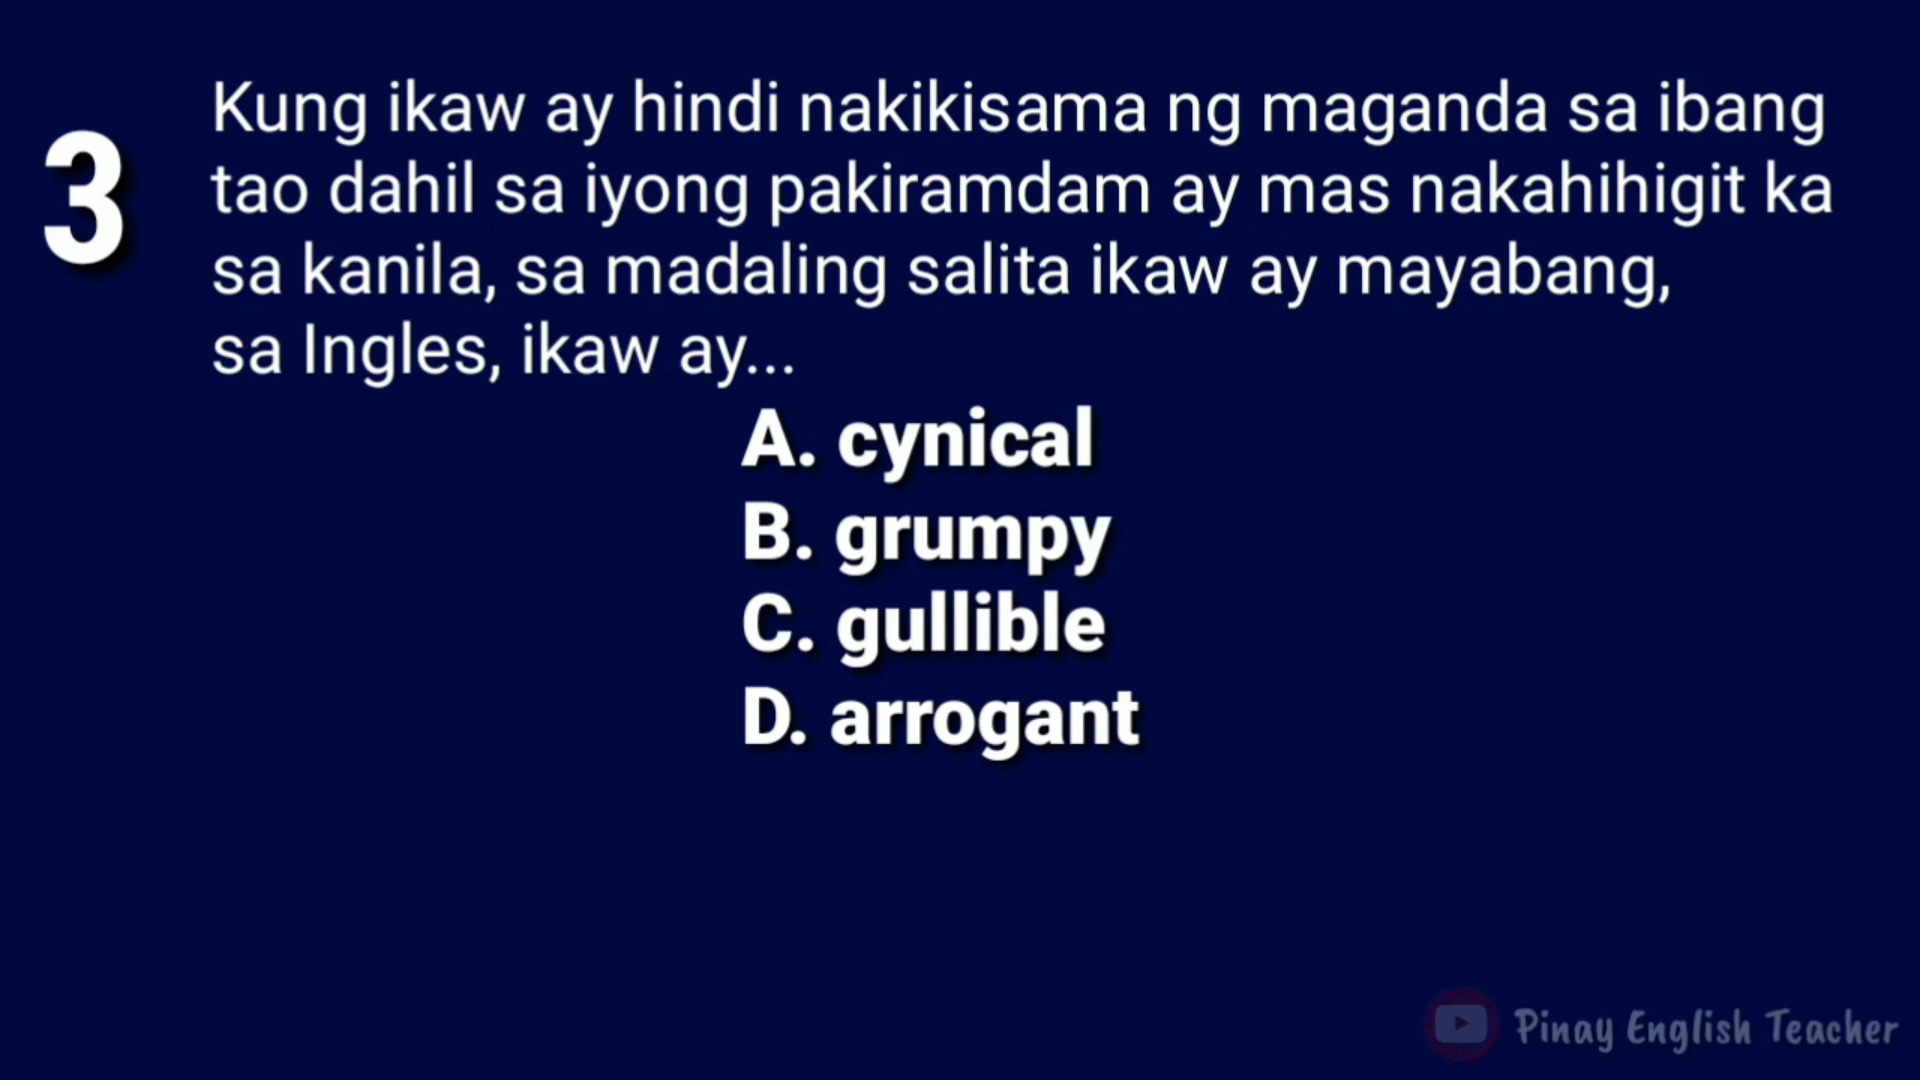 3
Kung ikaw ay hindi nakikisama ng maganda sa ibang
tao dahil sa iyong pakiramdam ay mas nakahihigit ka
sa kanila, sa madaling salita ikaw ay mayabang,
sa Ingles, ikaw ay...
A. cynical
B. grumpy
C. gullible
D. arrogant
Pinay English Teacher